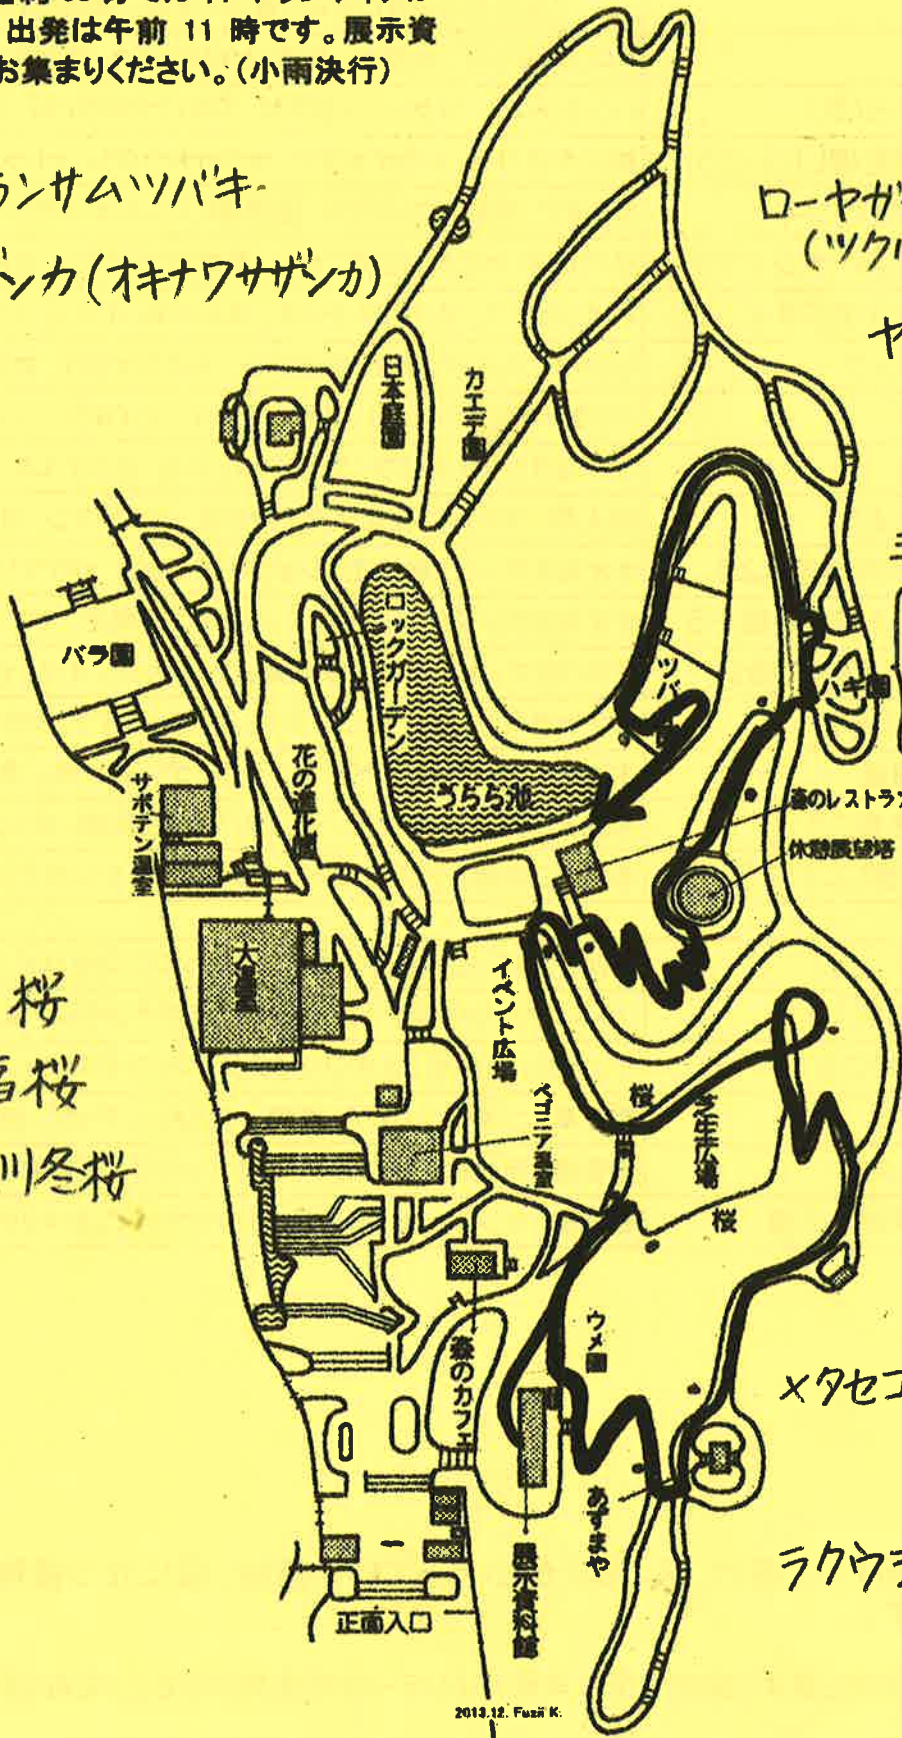 出発は午前 11 時です。展示資
お集まりください。(小雨決行)
ランサムツバキ
ンカ(オキナワサザンカ)
ローヤガ
(ツク
ヤ
日本庭園
カエデ園
バラ園
ロックガーデン
ツバ
ハギ園
花の進化園
うらら池
サボテン温室
森のレストラン
休憩展望塔
大温室
イベント広場
桜
桜
川冬桜
ベゴニア温室
桜
芝生広場
桜
ウメ園
森のカフェ
メタセコ
あずまや
展示資料館
ラクウ
正面入口
2013.12. Fuzii K.